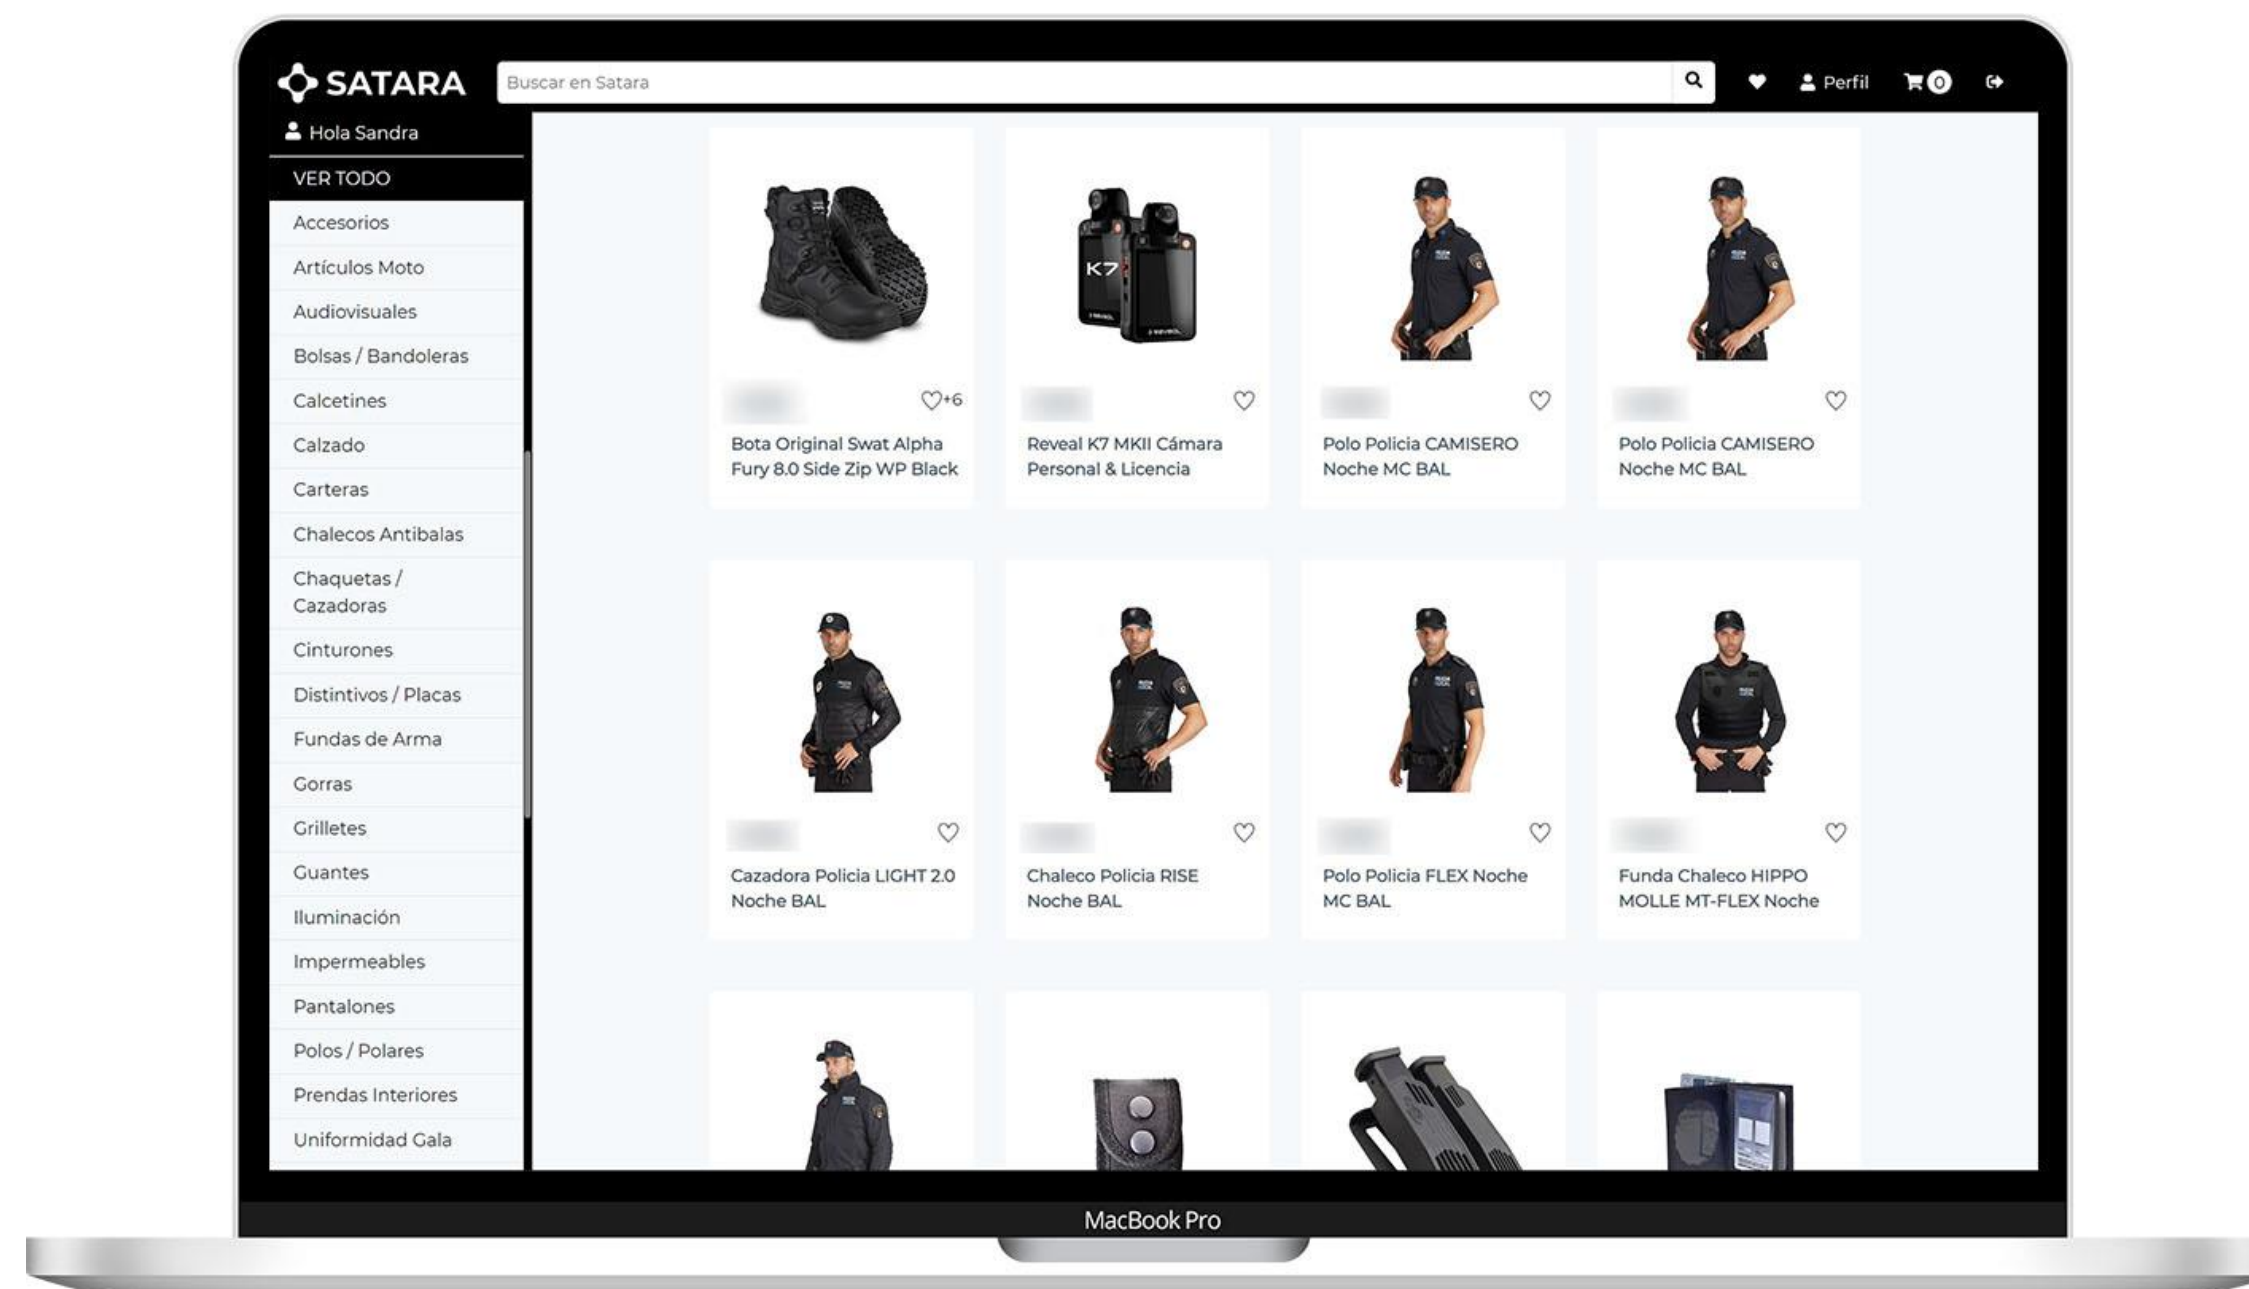 SATARA
Buscar en Satara
Perfil
0
Hola Sandra
VER TODO
Accesorios
Artículos Moto
Audiovisuales
Bolsas / Bandoleras
Calcetines
Calzado
Carteras
Chalecos Antibalas
Chaquetas /
Cazadoras
Cinturones
Distintivos / Placas
Fundas de Arma
Gorras
Grilletes
Guantes
Iluminación
Impermeables
Pantalones
Polos / Polares
Prendas Interiores
Uniformidad Gala
K7
+6
Bota Original Swat Alpha
Fury 8.0 Side Zip WP Black
Reveal K7 MKII Cámara
Personal & Licencia
Polo Policia CAMISERO
Noche MC BAL
Polo Policia CAMISERO
Noche MC BAL
Cazadora Policia LIGHT 2.0
Noche BAL
Chaleco Policia RISE
Noche BAL
Polo Policia FLEX Noche
MC BAL
Funda Chaleco HIPPO
MOLLE MT-FLEX Noche
MacBook Pro